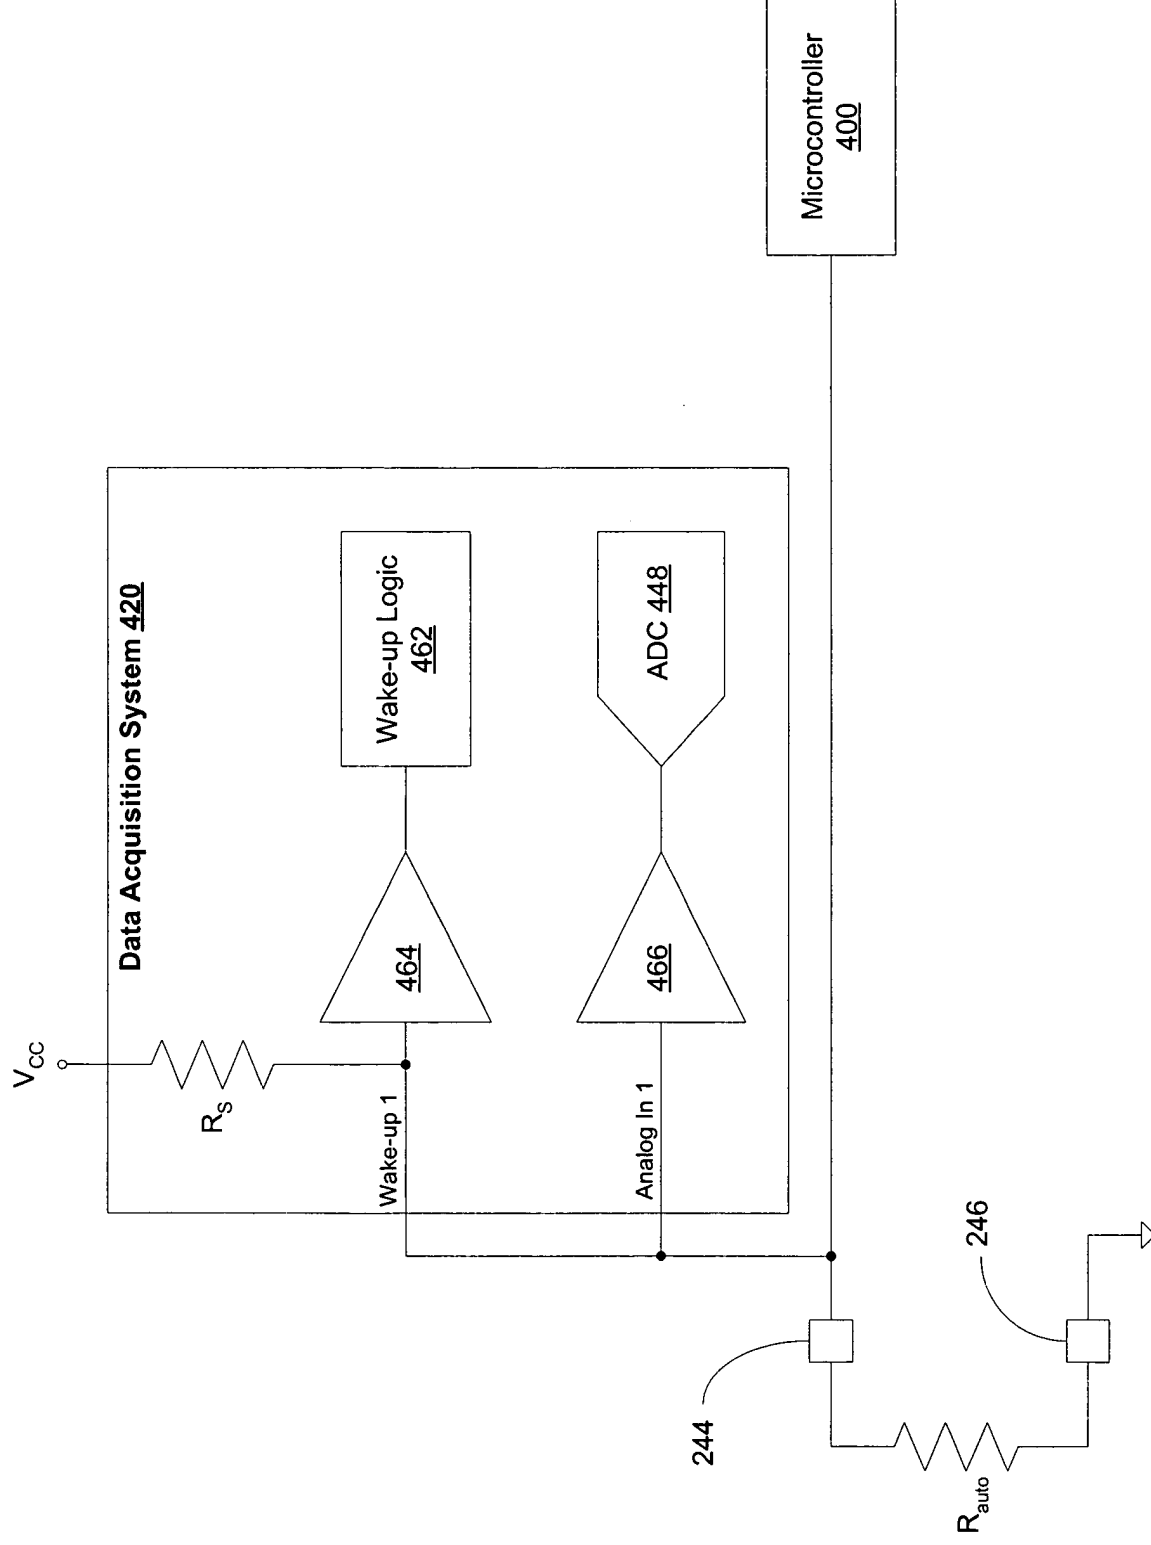 V_CC
R_S
Data Acquisition System 420
Wake-up 1
464
Wake-up Logic
462
Analog In 1
466
ADC 448
Microcontroller
400
244
246
R_auto